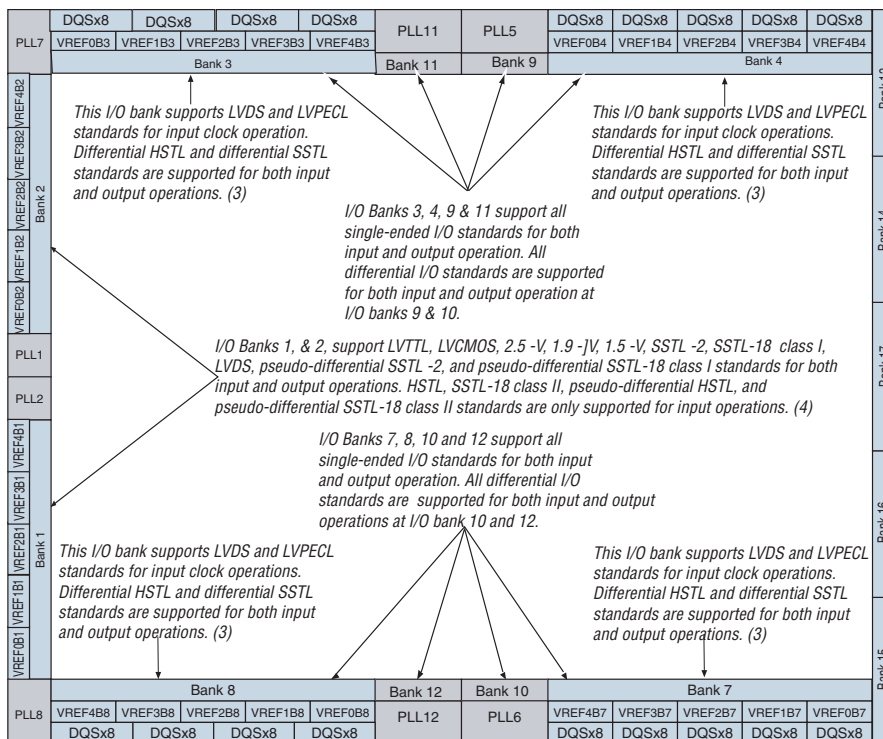 DQSx8 DQSx8 DQSx8 DQSx8 PLL11 PLL5 DQSx8 DQSx8 DQSx8 DQSx8 DQSx8
PLL7 VREF0B3 VREF1B3 VREF2B3 VREF3B3 VREF4B3 VREF0B4 VREF1B4 VREF2B4 VREF3B4 VREF4B4
Bank 3 Bank 11 Bank 9 Bank 4
VREF4B2
VREF3B2
VREF2B2
VREF1B2
VREF0B2
Bank 2
This I/O bank supports LVDS and LVPECL
standards for input clock operation.
Differential HSTL and differential SSTL
standards are supported for both input
and output operations. (3)
This I/O bank supports LVDS and LVPECL
standards for input clock operations.
Differential HSTL and differential SSTL
standards are supported for both input
and output operations. (3)
I/O Banks 3, 4, 9 & 11 support all
single-ended I/O standards for both
input and output operation. All
differential I/O standards are supported
for both input and output operation at
I/O banks 9 & 10.
Bank 14
Bank 17
PLL1
PLL2
I/O Banks 1, & 2, support LVTTL, LVCMOS, 2.5 -V, 1.9 -]V, 1.5 -V, SSTL -2, SSTL-18 class I,
LVDS, pseudo-differential SSTL -2, and pseudo-differential SSTL-18 class I standards for both
input and output operations. HSTL, SSTL-18 class II, pseudo-differential HSTL, and
pseudo-differential SSTL-18 class II standards are only supported for input operations. (4)
VREF4B1
VREF3B1
VREF2B1
VREF1B1
VREF0B1
Bank 1
I/O Banks 7, 8, 10 and 12 support all
single-ended I/O standards for both input
and output operation. All differential I/O
standards are supported for both input and output
operations at I/O bank 10 and 12.
Bank 16
Bank 15
This I/O bank supports LVDS and LVPECL
standards for input clock operations.
Differential HSTL and differential SSTL
standards are supported for both input
and output operations. (3)
This I/O bank supports LVDS and LVPECL
standards for input clock operations.
Differential HSTL and differential SSTL
standards are supported for both input
and output operations. (3)
Bank 8 Bank 12 Bank 10 Bank 7
PLL8 VREF4B8 VREF3B8 VREF2B8 VREF1B8 VREF0B8 PLL12 PLL6 VREF4B7 VREF3B7 VREF2B7 VREF1B7 VREF0B7
DQSx8 DQSx8 DQSx8 DQSx8 DQSx8 DQSx8 DQSx8 DQSx8 DQSx8